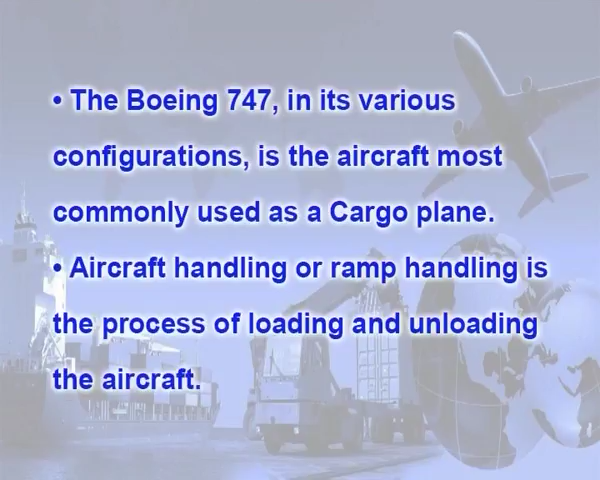 • The Boeing 747, in its various
configurations, is the aircraft most
commonly used as a Cargo plane.
• Aircraft handling or ramp handling is
the process of loading and unloading
the aircraft.